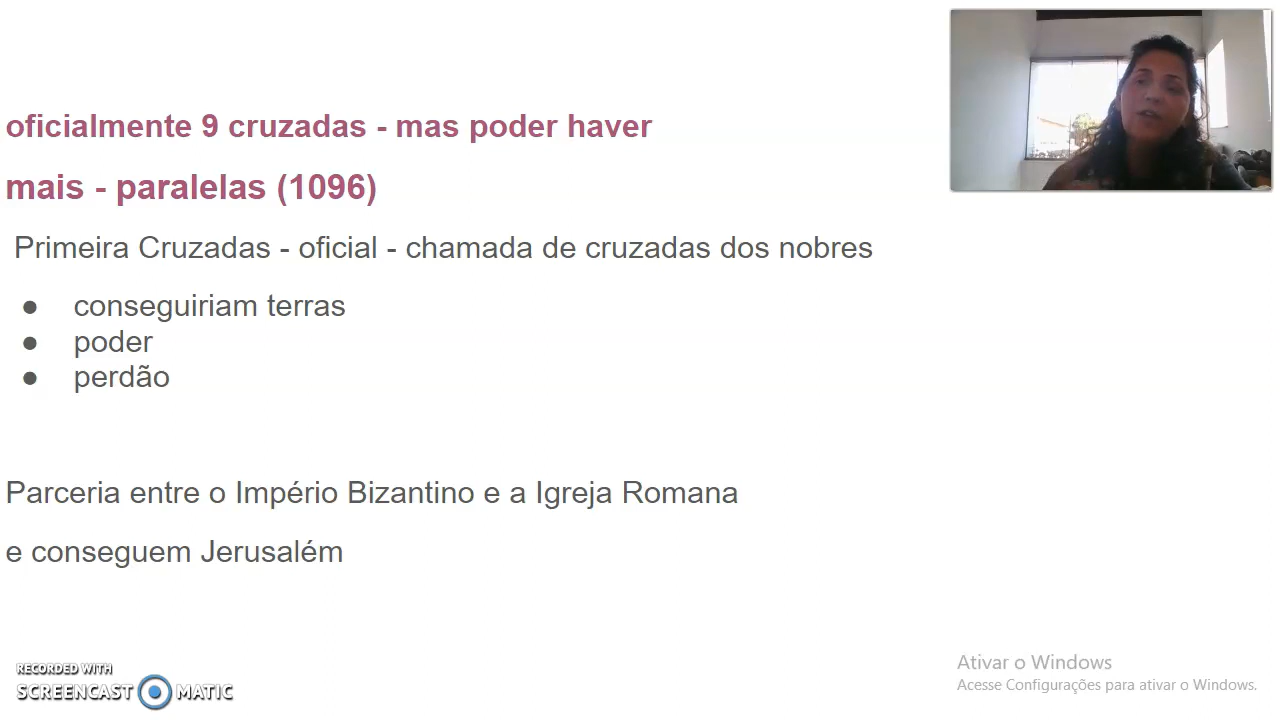 oficialmente 9 cruzadas - mas poder haver
mais - paralelas (1096)
Primeira Cruzadas - oficial - chamada de cruzadas dos nobres
● conseguiriam terras
● poder
● perdão
Parceria entre o Império Bizantino e a Igreja Romana
e conseguem Jerusalém
RECORDED WITH
SCREENCAST MATIC
Ativar o Windows
Acesse Configurações para ativar o Windows.